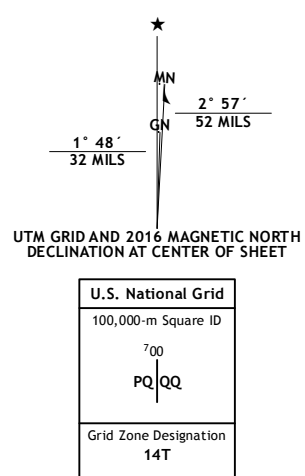 MN
GN
2° 57´
52 MILS
1° 48´
32 MILS
UTM GRID AND 2016 MAGNETIC NORTH
DECLINATION AT CENTER OF SHEET
U.S. National Grid
100,000-m Square ID
⁷00
PQ QQ
Grid Zone Designation
14T